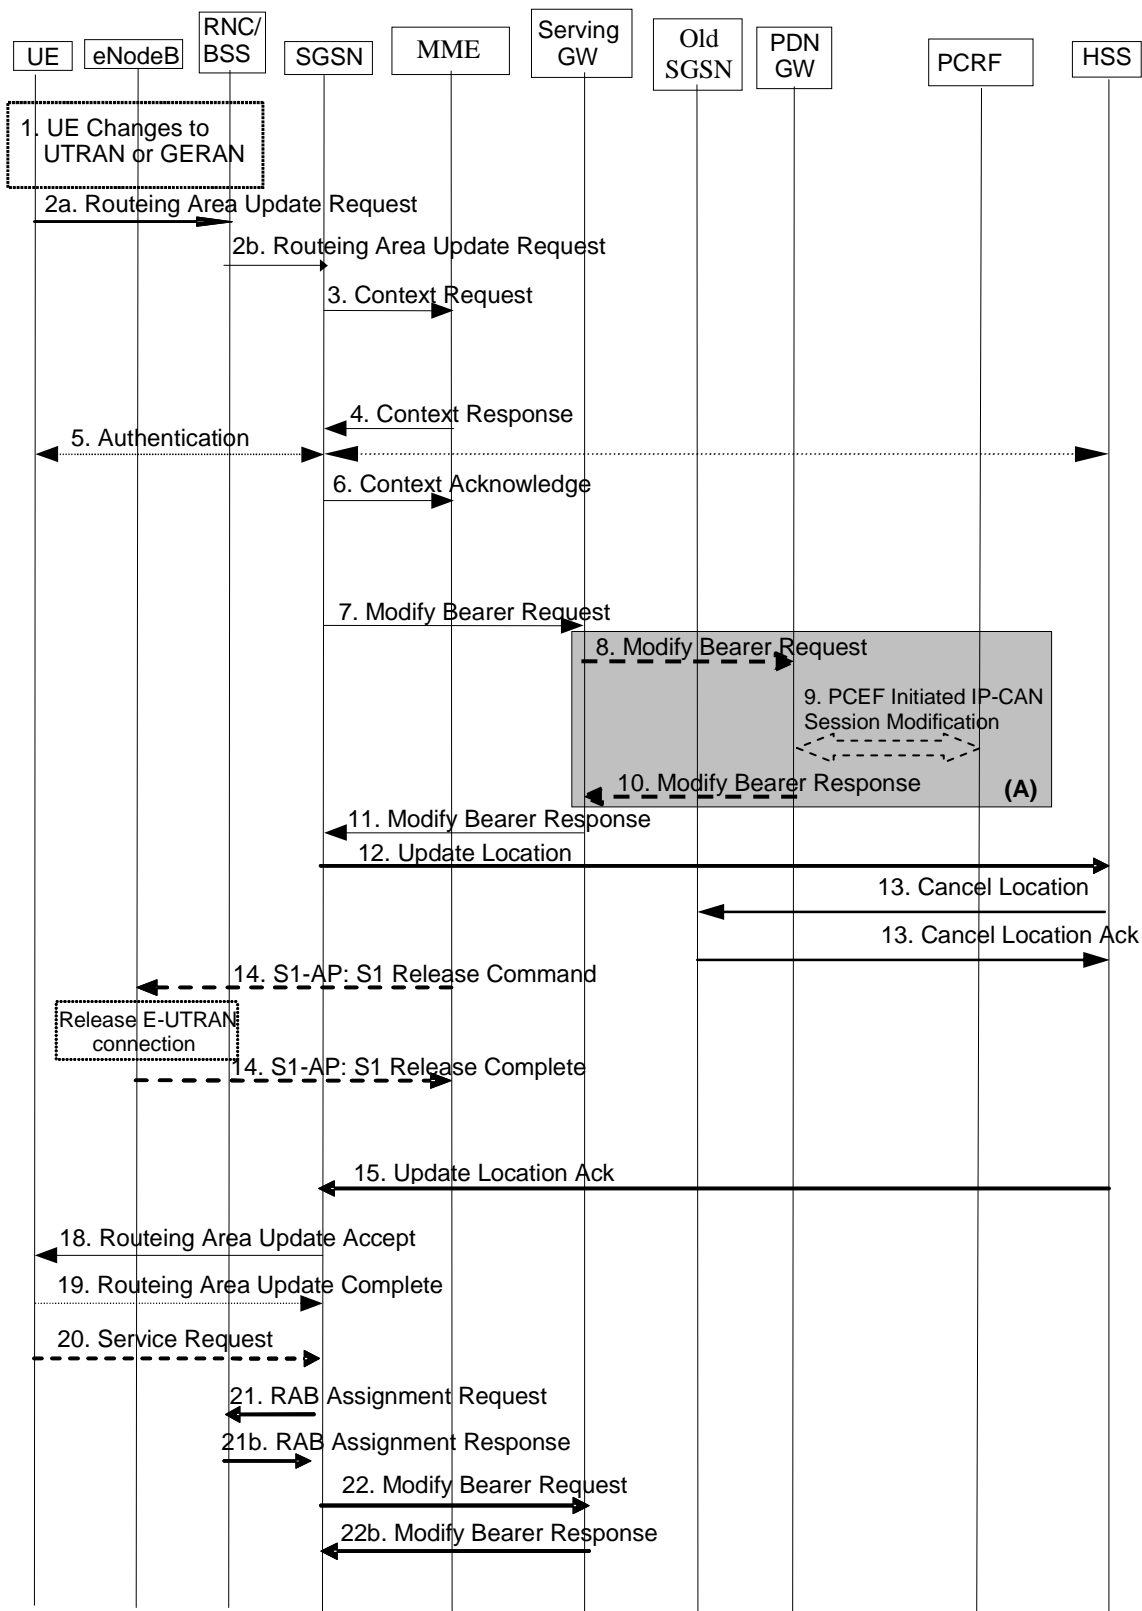 UE
eNodeB
RNC/
BSS
SGSN
MME
Serving
GW
Old
SGSN
PDN
GW
PCRF
HSS
1. UE Changes to
UTRAN or GERAN
2a. Routeing Area Update Request
2b. Routeing Area Update Request
3. Context Request
4. Context Response
5. Authentication
6. Context Acknowledge
7. Modify Bearer Request
8. Modify Bearer Request
9. PCEF Initiated IP-CAN
Session Modification
10. Modify Bearer Response
(A)
11. Modify Bearer Response
12. Update Location
13. Cancel Location
13. Cancel Location Ack
14. S1-AP: S1 Release Command
Release E-UTRAN
connection
14. S1-AP: S1 Release Complete
15. Update Location Ack
18. Routeing Area Update Accept
19. Routeing Area Update Complete
20. Service Request
21. RAB Assignment Request
21b. RAB Assignment Response
22. Modify Bearer Request
22b. Modify Bearer Response